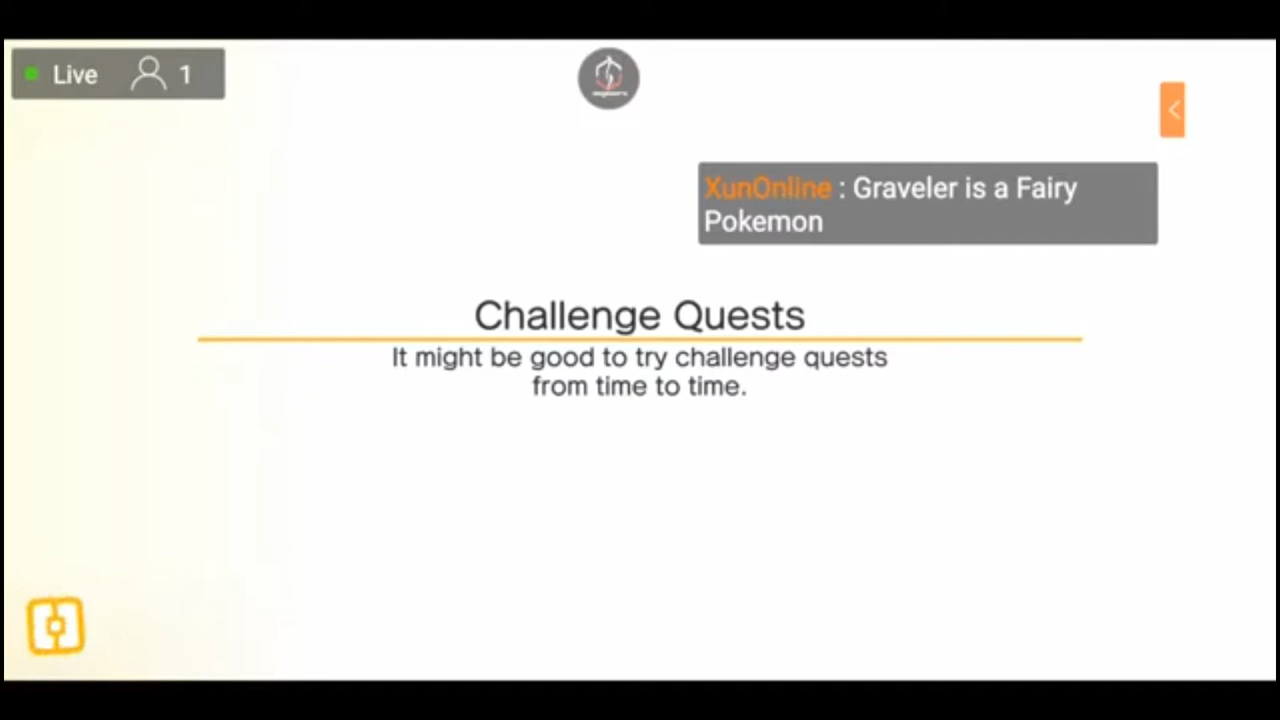 Live 1
XunOnline : Graveler is a Fairy
Pokemon
Challenge Quests
It might be good to try challenge quests
from time to time.